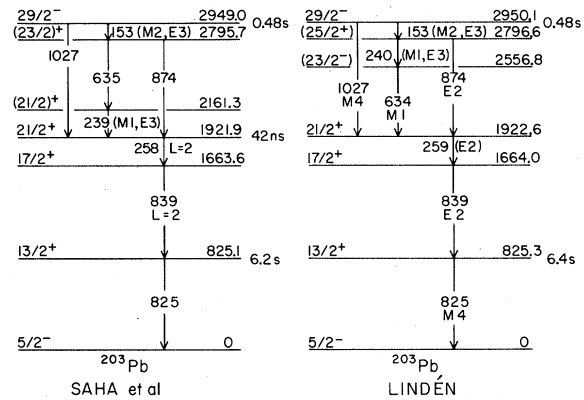 29/2⁻ 2949.0 0.48s
(23/2)⁺ 153 (M2, E3) 2795.7
1027
635 874
(21/2)⁺ 2161.3
239 (M1, E3)
21/2⁺ 1921.9 42ns
258 L=2
17/2⁺ 1663.6
839
L=2
13/2⁺ 825.1 6.2s
825
5/2⁻ 0
²⁰³Pb
SAHA et al
29/2⁻ 2950.1 0.48s
(25/2⁺) 153 (M2, E3) 2796.6
(23/2⁻) 240 (M1, E3) 2556.8
1027 874
M4 634 E2
M1
21/2⁺ 1922.6
259 (E2)
17/2⁺ 1664.0
839
E2
13/2⁺ 825.3 6.4s
825
M4
5/2⁻ 0
²⁰³Pb
LINDÉN